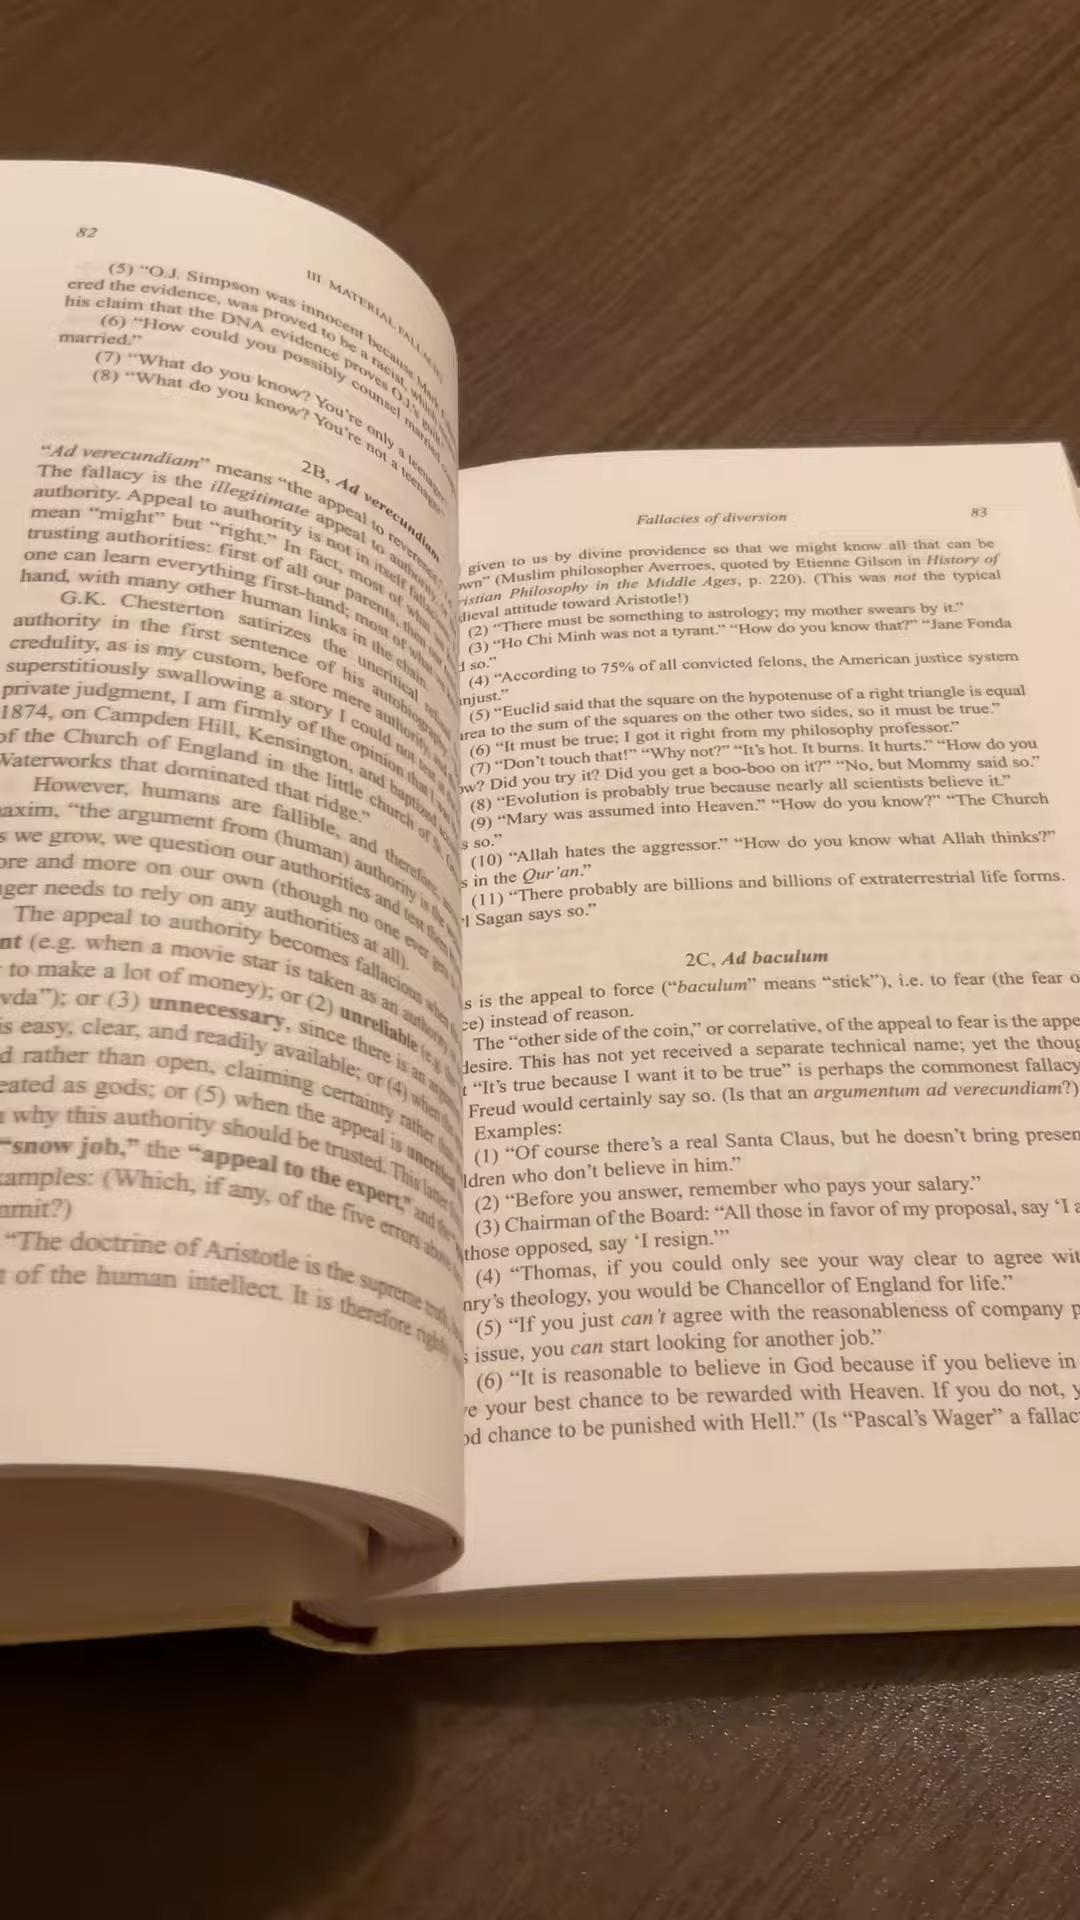 82
III MATERIAL FALLACIES
(5) “O.J. Simpson was innocent because Mark
ered the evidence, was proved to be a racist, which
his claim that the DNA evidence proves O.J.’s guilt.”
(6) “How could you possibly counsel married
married.”
(7) “What do you know? You’re only a teenager.”
(8) “What do you know? You’re not a teenager.”
2B, Ad verecundiam
“Ad verecundiam” means “the appeal to reverence.”
The fallacy is the illegitimate appeal to authority.
authority. Appeal to authority is not in itself fallacious
mean “might” but “right.” In fact, most of what we
trusting authorities: first of all our parents, then our
one can learn everything first-hand; most of what we
hand, with many other human links in the chain.
G.K. Chesterton satirizes the uncritical
authority in the first sentence of his autobiography:
credulity, as is my custom, before mere authority, and
superstitiously swallowing a story I could not test
private judgment, I am firmly of the opinion that I was
1874, on Campden Hill, Kensington, and baptized
of the Church of England in the little church of St.
Waterworks that dominated that ridge.”
However, humans are fallible, and therefore,
axim, “the argument from (human) authority is the
s we grow, we question our authorities and test them
ore and more on our own (though no one ever gets
nger needs to rely on any authorities at all).
The appeal to authority becomes fallacious when
nt (e.g. when a movie star is taken as an authority
to make a lot of money); or (2) unreliable (e.g.
vda”); or (3) unnecessary, since there is an
is easy, clear, and readily available; or (4) when the
d rather than open, claiming certainty rather
eated as gods; or (5) when the appeal is uncritical
why this authority should be trusted. This latter
“snow job,” the “appeal to the expert,” and
xamples: (Which, if any, of the five errors above
mmit?)
“The doctrine of Aristotle is the supreme truth,
t of the human intellect. It is therefore rightly
Fallacies of diversion
83
given to us by divine providence so that we might know all that can be
own” (Muslim philosopher Averroes, quoted by Etienne Gilson in History of
ristian Philosophy in the Middle Ages, p. 220). (This was not the typical
dieval attitude toward Aristotle!)
(2) “There must be something to astrology; my mother swears by it.”
(3) “Ho Chi Minh was not a tyrant.” “How do you know that?” “Jane Fonda
d so.”
(4) “According to 75% of all convicted felons, the American justice system
njust.”
(5) “Euclid said that the square on the hypotenuse of a right triangle is equal
area to the sum of the squares on the other two sides, so it must be true.”
(6) “It must be true; I got it right from my philosophy professor.”
(7) “Don’t touch that!” “Why not?” “It’s hot. It burns. It hurts.” “How do you
ow? Did you try it? Did you get a boo-boo on it?” “No, but Mommy said so.”
(8) “Evolution is probably true because nearly all scientists believe it.”
(9) “Mary was assumed into Heaven.” “How do you know?” “The Church
s so.”
(10) “Allah hates the aggressor.” “How do you know what Allah thinks?”
s in the Qur’an.”
(11) “There probably are billions and billions of extraterrestrial life forms.
l Sagan says so.”
2C, Ad baculum
s is the appeal to force (“baculum” means “stick”), i.e. to fear (the fear o
ce) instead of reason.
The “other side of the coin,” or correlative, of the appeal to fear is the appe
desire. This has not yet received a separate technical name; yet the thoug
t “It’s true because I want it to be true” is perhaps the commonest fallacy
Freud would certainly say so. (Is that an argumentum ad verecundiam?)
Examples:
(1) “Of course there’s a real Santa Claus, but he doesn’t bring presen
ldren who don’t believe in him.”
(2) “Before you answer, remember who pays your salary.”
(3) Chairman of the Board: “All those in favor of my proposal, say ‘I a
those opposed, say ‘I resign.’”
(4) “Thomas, if you could only see your way clear to agree wit
nry’s theology, you would be Chancellor of England for life.”
(5) “If you just can’t agree with the reasonableness of company p
s issue, you can start looking for another job.”
(6) “It is reasonable to believe in God because if you believe in
e your best chance to be rewarded with Heaven. If you do not, y
od chance to be punished with Hell.” (Is “Pascal’s Wager” a fallac